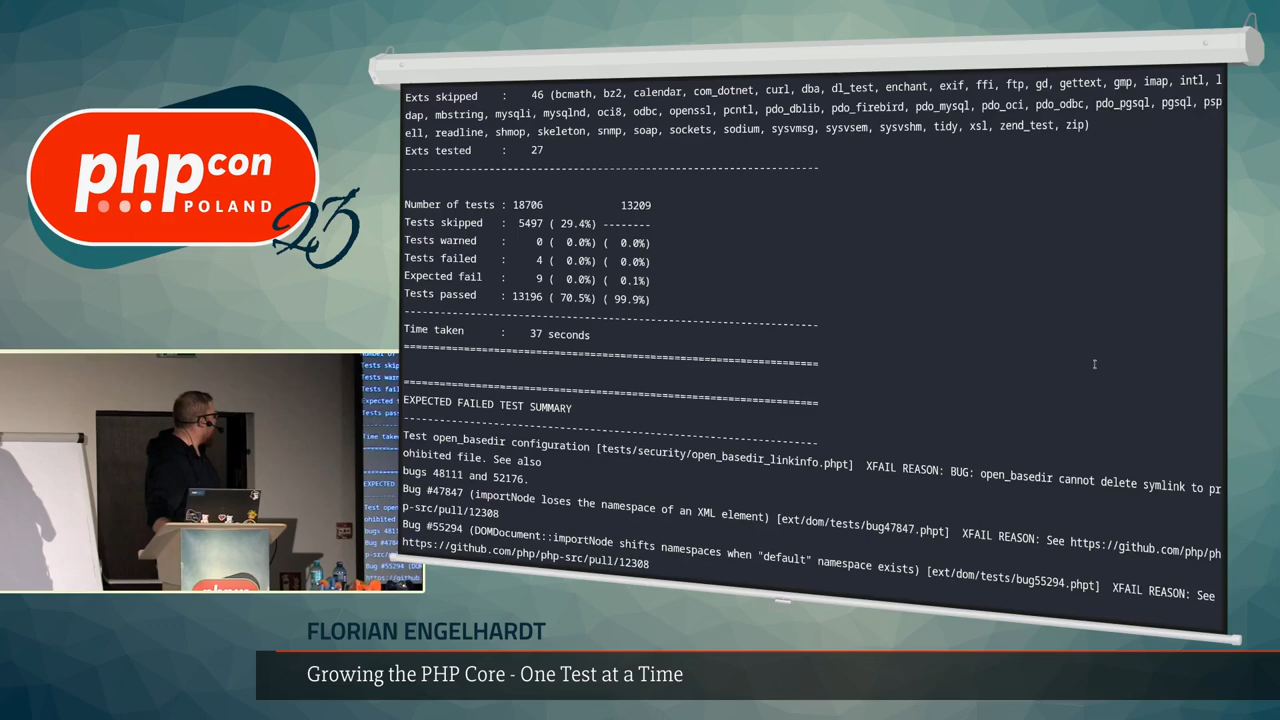 phpcon
POLAND
23
Exts skipped : 46 (bcmath, bz2, calendar, com_dotnet, curl, dba, dl_test, enchant, exif, ffi, ftp, gd, gettext, gmp, imap, intl, l
dap, mbstring, mysqli, mysqlnd, oci8, odbc, openssl, pcntl, pdo_dblib, pdo_firebird, pdo_mysql, pdo_oci, pdo_odbc, pdo_pgsql, pgsql, psp
ell, readline, shmop, skeleton, snmp, soap, sockets, sodium, sysvmsg, sysvsem, sysvshm, tidy, xsl, zend_test, zip)
Exts tested : 27
---------------------------------------------------------------------
Number of tests : 18706 13209
Tests skipped : 5497 ( 29.4%) --------
Tests warned : 0 ( 0.0%) ( 0.0%)
Tests failed : 4 ( 0.0%) ( 0.0%)
Expected fail : 9 ( 0.0%) ( 0.1%)
Tests passed : 13196 ( 70.5%) ( 99.9%)
---------------------------------------------------------------------
Time taken : 37 seconds
=====================================================================
=====================================================================
EXPECTED FAILED TEST SUMMARY
---------------------------------------------------------------------
Test open_basedir configuration [tests/security/open_basedir_linkinfo.phpt] XFAIL REASON: BUG: open_basedir cannot delete symlink to pr
ohibited file. See also
bugs 48111 and 52176.
Bug #47847 (importNode loses the namespace of an XML element) [ext/dom/tests/bug47847.phpt] XFAIL REASON: See https://github.com/php/ph
p-src/pull/12308
Bug #55294 (DOMDocument::importNode shifts namespaces when "default" namespace exists) [ext/dom/tests/bug55294.phpt] XFAIL REASON: See
https://github.com/php/php-src/pull/12308
FLORIAN ENGELHARDT
Growing the PHP Core - One Test at a Time